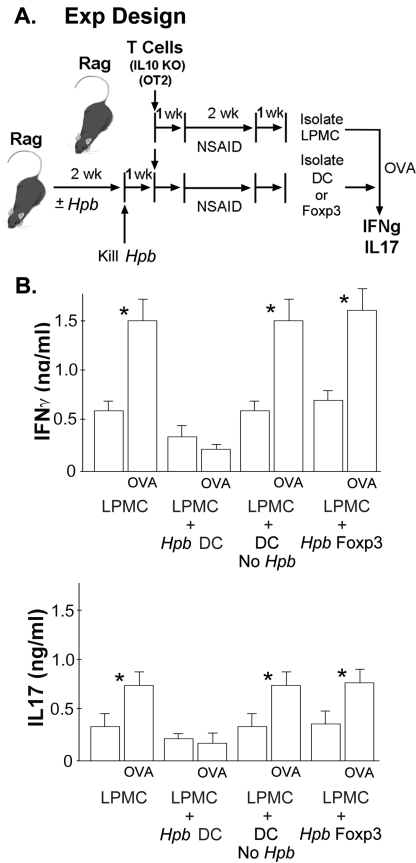 A. Exp Design
T Cells
(IL10 KO)
(OT2)
Rag
1wk 2 wk 1wk
NSAID
Isolate
LPMC
Rag
2 wk 1wk
± Hpb
NSAID
Isolate
DC
or
Foxp3
OVA
Kill Hpb
IFNg
IL17
B.
IFNγ (ng/ml)
1.5
1.0
0.5
0
* * *
OVA OVA OVA OVA
LPMC LPMC LPMC LPMC
+ + +
Hpb DC DC Hpb Foxp3
No Hpb
IL17 (ng/ml)
1.5
1.0
0.5
0
* * *
OVA OVA OVA OVA
LPMC LPMC LPMC LPMC
+ + +
Hpb DC DC Hpb Foxp3
No Hpb